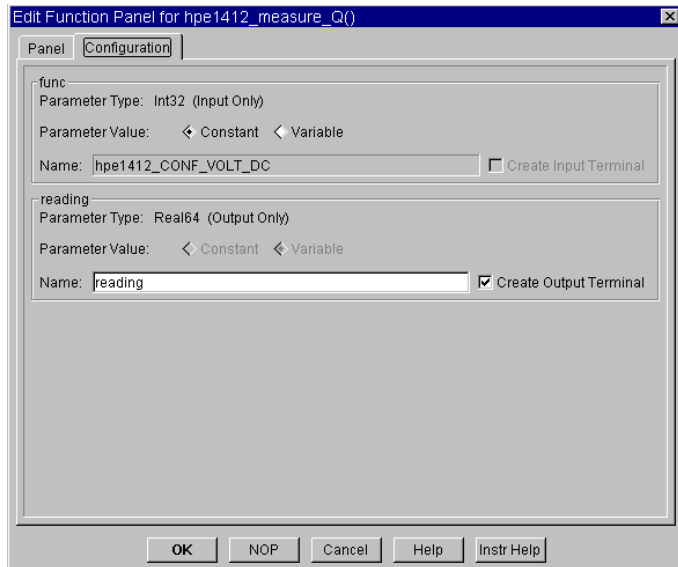 Edit Function Panel for hpe1412_measure_Q()
Panel Configuration
func
Parameter Type: Int32 (Input Only)
Parameter Value: Constant Variable
Name: hpe1412_CONF_VOLT_DC Create Input Terminal
reading
Parameter Type: Real64 (Output Only)
Parameter Value: Constant Variable
Name: reading Create Output Terminal
OK NOP Cancel Help Instr Help